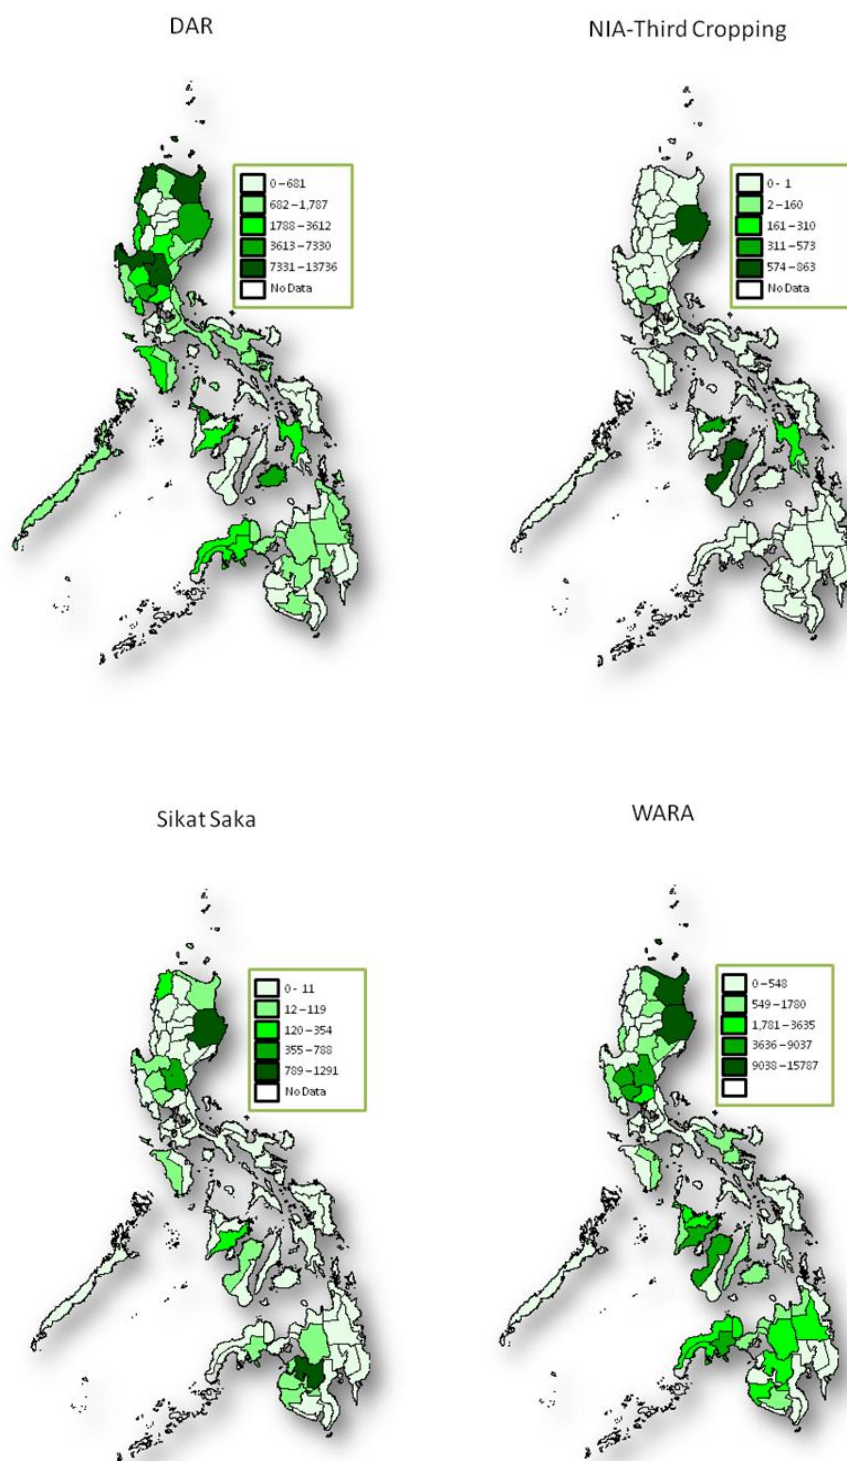 DAR
0 – 681
682 – 1,787
1788 – 3612
3613 – 7330
7331 – 13736
No Data
NIA-Third Cropping
0 - 1
2 – 160
161 – 310
311 – 573
574 – 863
No Data
Sikat Saka
0 - 11
12 – 119
120 – 354
355 – 788
789 – 1291
No Data
WARA
0 – 548
549 – 1780
1,781 – 3635
3636 – 9037
9038 – 15787